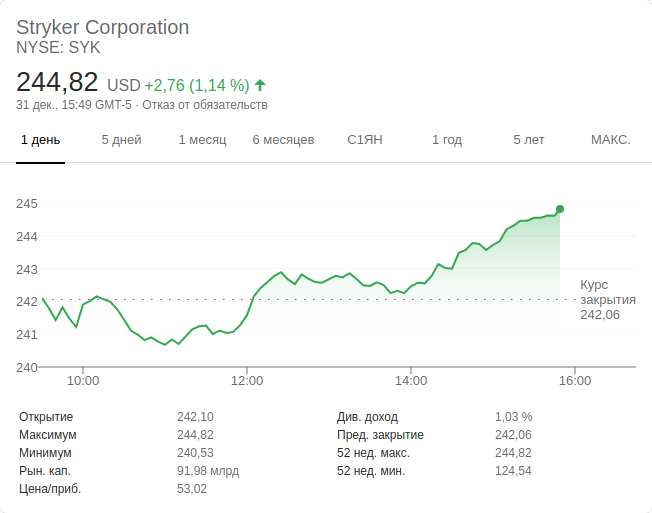 Stryker Corporation
NYSE: SYK
244,82 USD +2,76 (1,14 %)
31 дек., 15:49 GMT-5 · Отказ от обязательств
1 день 5 дней 1 месяц 6 месяцев С1ЯН 1 год 5 лет МАКС.
245
244
243
242
241
240
Курс
закрытия
242,06
10:00 12:00 14:00 16:00
Открытие 242,10
Максимум 244,82
Минимум 240,53
Рын. кап. 91,98 млрд
Цена/приб. 53,02
Див. доход 1,03 %
Пред. закрытие 242,06
52 нед. макс. 244,82
52 нед. мин. 124,54